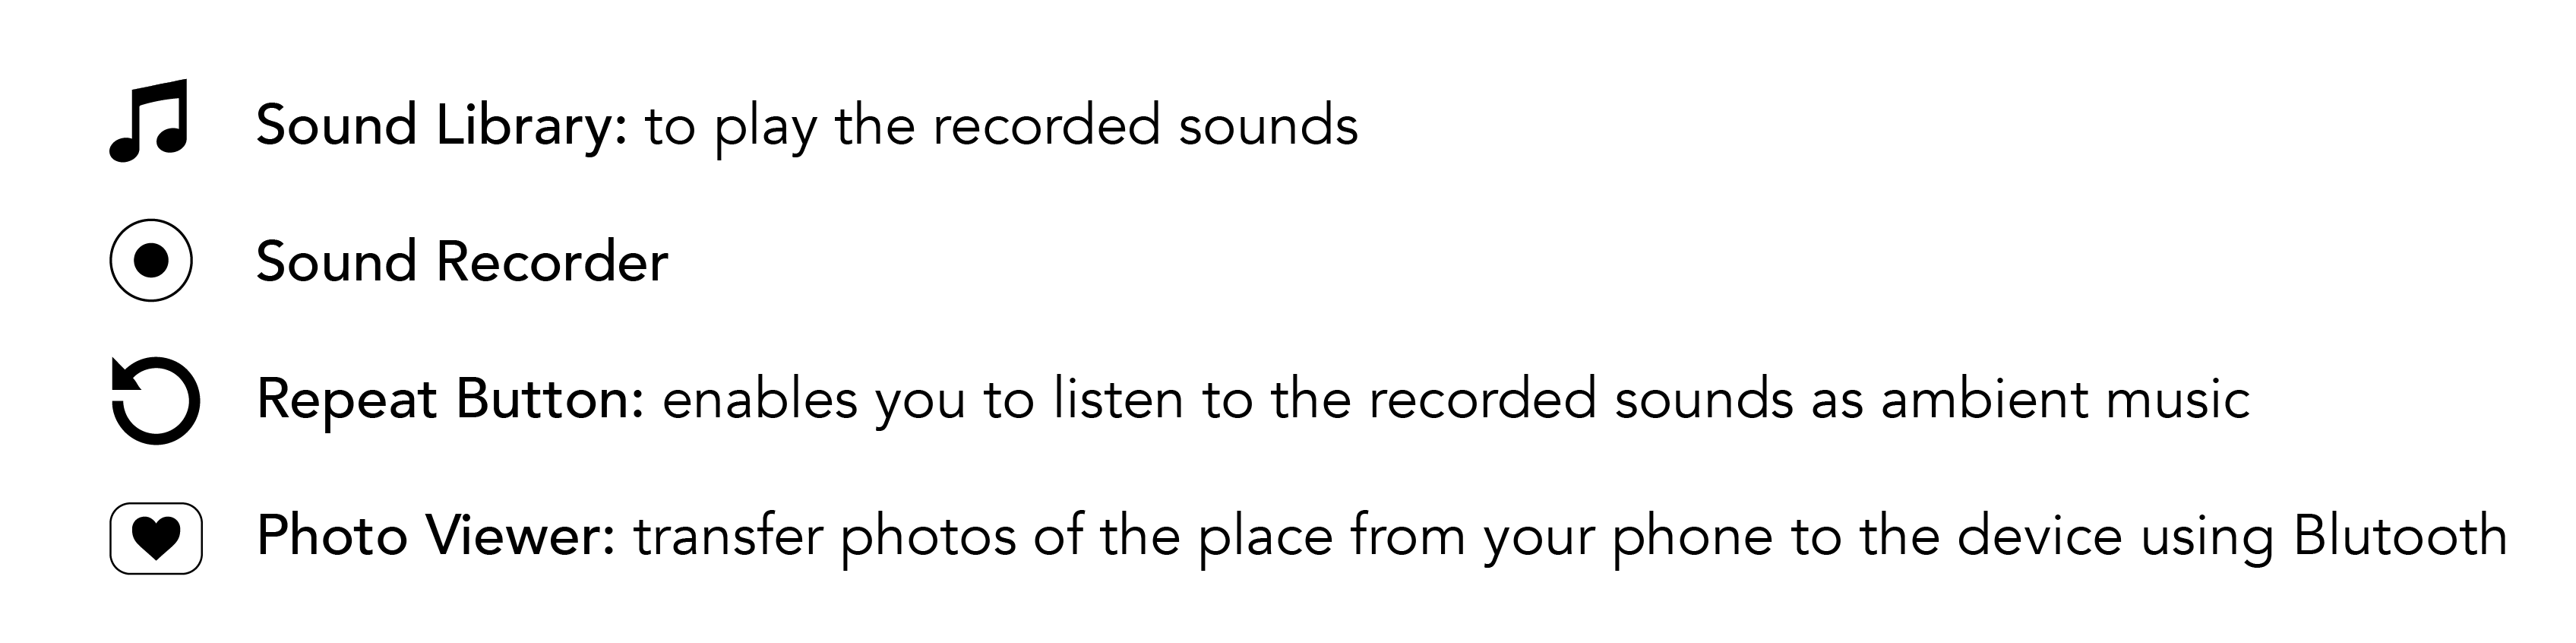 Sound Library: to play the recorded sounds
Sound Recorder
Repeat Button: enables you to listen to the recorded sounds as ambient music
Photo Viewer: transfer photos of the place from your phone to the device using Blutooth